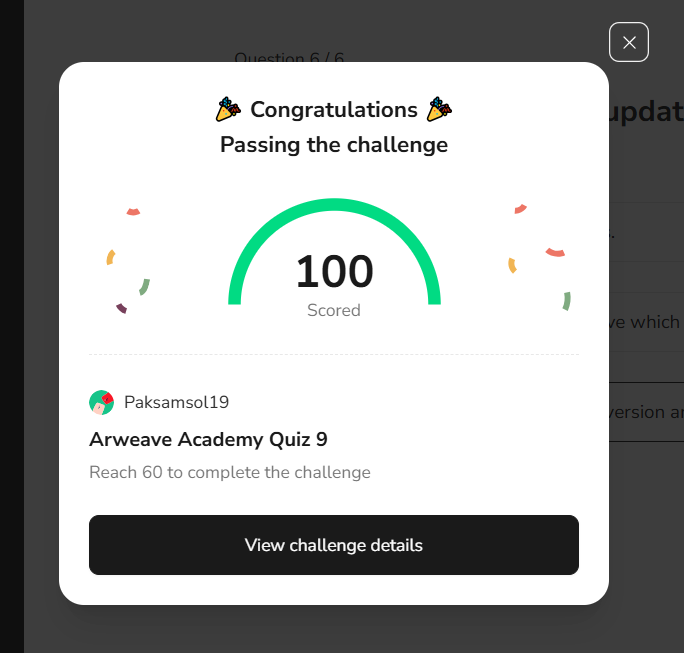 Question 6 / 6
Congratulations
Passing the challenge
updat
100
Scored
ve which
Paksamsol19
version
Arweave Academy Quiz 9
Reach 60 to complete the challenge
View challenge details